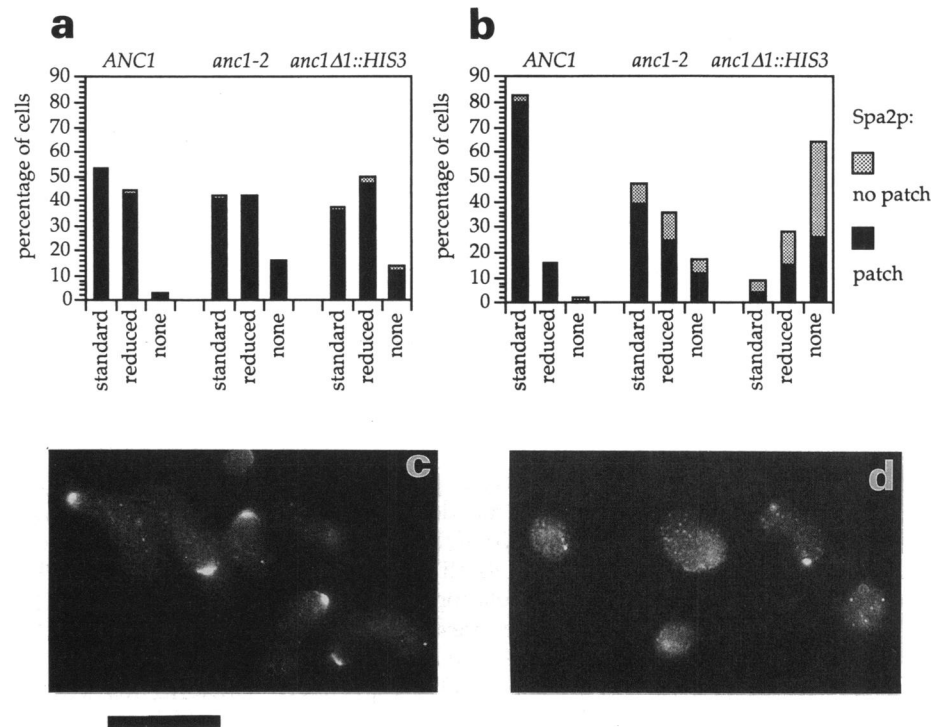 a
ANC1 anc1-2 anc1Δ1::HIS3
percentage of cells
90
80
70
60
50
40
30
20
10
0
standard
reduced
none
standard
reduced
none
standard
reduced
none
b
ANC1 anc1-2 anc1Δ1::HIS3
percentage of cells
90
80
70
60
50
40
30
20
10
0
standard
reduced
none
standard
reduced
none
standard
reduced
none
Spa2p:
no patch
patch
c
d